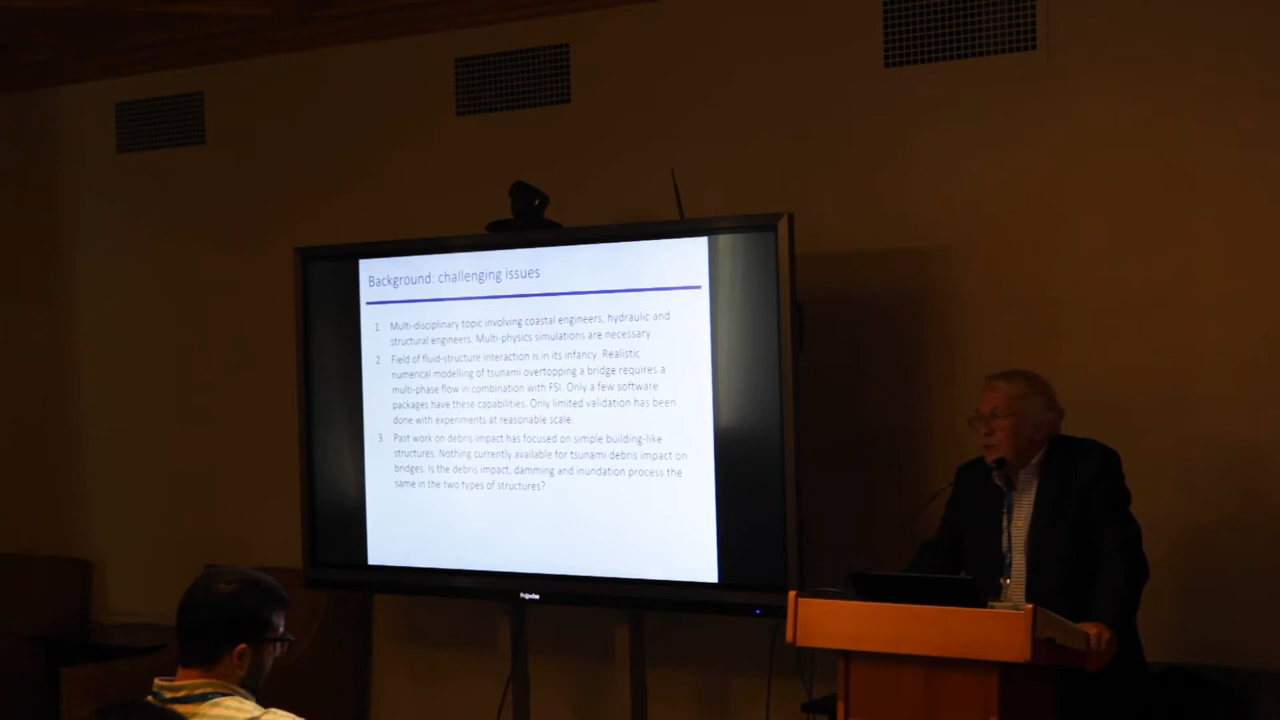 Background: challenging issues
1. Multi-disciplinary topic involving coastal engineers, hydraulic and
structural engineers. Multi-physics simulations are necessary.
2. Field of fluid-structure interaction is in its infancy. Realistic
numerical modelling of tsunami overtopping a bridge requires a
multi-phase flow in combination with FSI. Only a few software
packages have these capabilities. Only limited validation has been
done with experiments at reasonable scale.
3. Past work on debris impact has focused on simple building-like
structures. Nothing currently available for tsunami debris impact on
bridges. Is the debris impact, damming and inundation process the
same in the two types of structures?